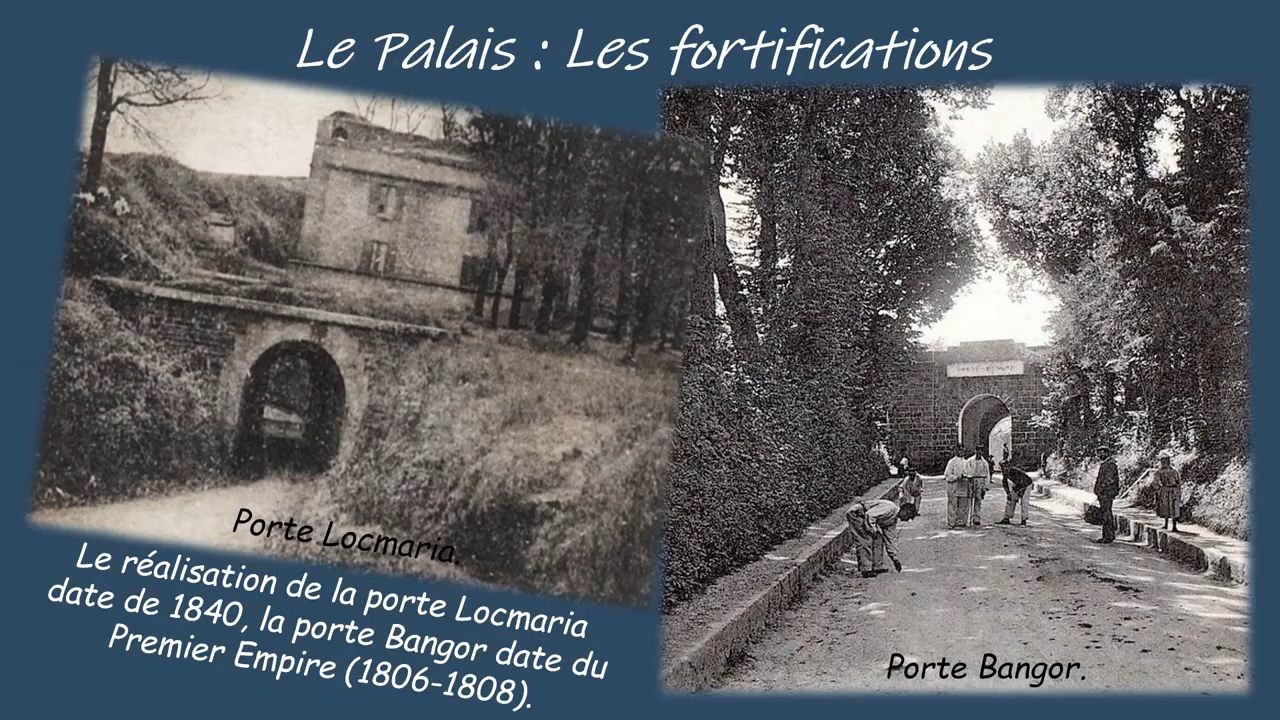 Le Palais : Les fortifications
Porte Locmaria.
Le réalisation de la porte Locmaria
date de 1840, la porte Bangor date du
Premier Empire (1806-1808).
Porte Bangor.